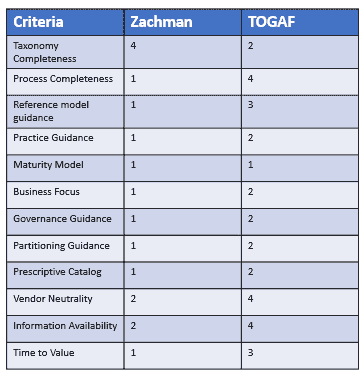 Criteria Zachman TOGAF
Taxonomy 4 2
Completeness
Process Completeness 1 4
Reference model 1 3
guidance
Practice Guidance 1 2
Maturity Model 1 1
Business Focus 1 2
Governance Guidance 1 2
Partitioning Guidance 1 2
Prescriptive Catalog 1 2
Vendor Neutrality 2 4
Information Availability 2 4
Time to Value 1 3